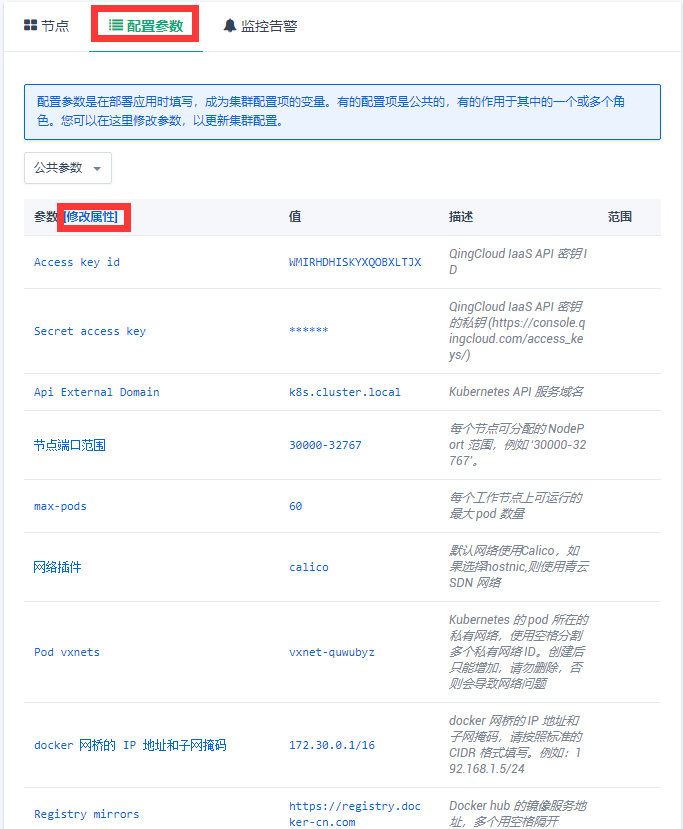 节点 配置参数 监控告警
配置参数是在部署应用时填写，成为集群配置项的变量。有的配置项是公共的，有的作用于其中的一个或多个角
色。您可以在这里修改参数，以更新集群配置。
公共参数
参数[修改属性] 值 描述 范围
Access key id WMIRHDHISKYXQOBXLTJX QingCloud IaaS API 密钥 I
D
Secret access key ****** QingCloud IaaS API 密钥
的私钥 (https://console.q
ingcloud.com/access_ke
ys/)
Api External Domain k8s.cluster.local Kubernetes API 服务域名
节点端口范围 30000-32767 每个节点可分配的 NodeP
ort 范围，例如 '30000-32
767'。
max-pods 60 每个工作节点上可运行的
最大 pod 数量
网络插件 calico 默认网络使用Calico，如
果选择hostnic,则使用青云
SDN 网络
Pod vxnets vxnet-quwubyz Kubernetes 的 pod 所在的
私有网络，使用空格分割
多个私有网络 ID。创建后
只能增加，请勿删除，否
则会导致网络问题
docker 网桥的 IP 地址和子网掩码 172.30.0.1/16 docker 网桥的 IP 地址和
子网掩码，请按照标准的
CIDR 格式填写。例如：1
92.168.1.5/24
Registry mirrors https://registry.doc Docker hub 的镜像服务地
ker-cn.com 址，多个用空格隔开